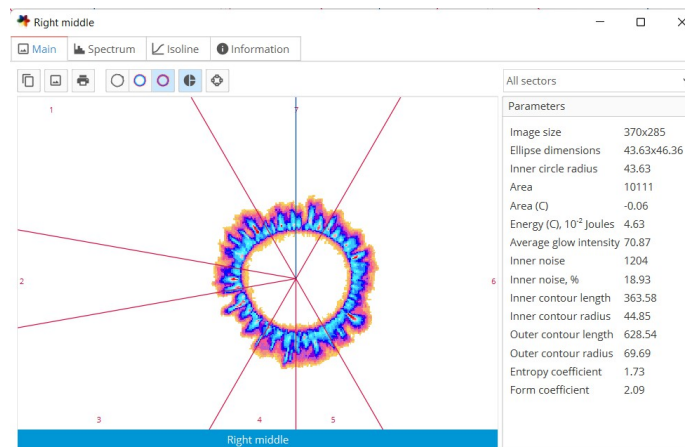 Right middle
Main Spectrum Isoline Information
All sectors
1
7
2
6
3
4
5
Right middle
Parameters
Image size 370x285
Ellipse dimensions 43.63x46.36
Inner circle radius 43.63
Area 10111
Area (C) -0.06
Energy (C), 10⁻² Joules 4.63
Average glow intensity 70.87
Inner noise 1204
Inner noise, % 18.93
Inner contour length 363.58
Inner contour radius 44.85
Outer contour length 628.54
Outer contour radius 69.69
Entropy coefficient 1.73
Form coefficient 2.09